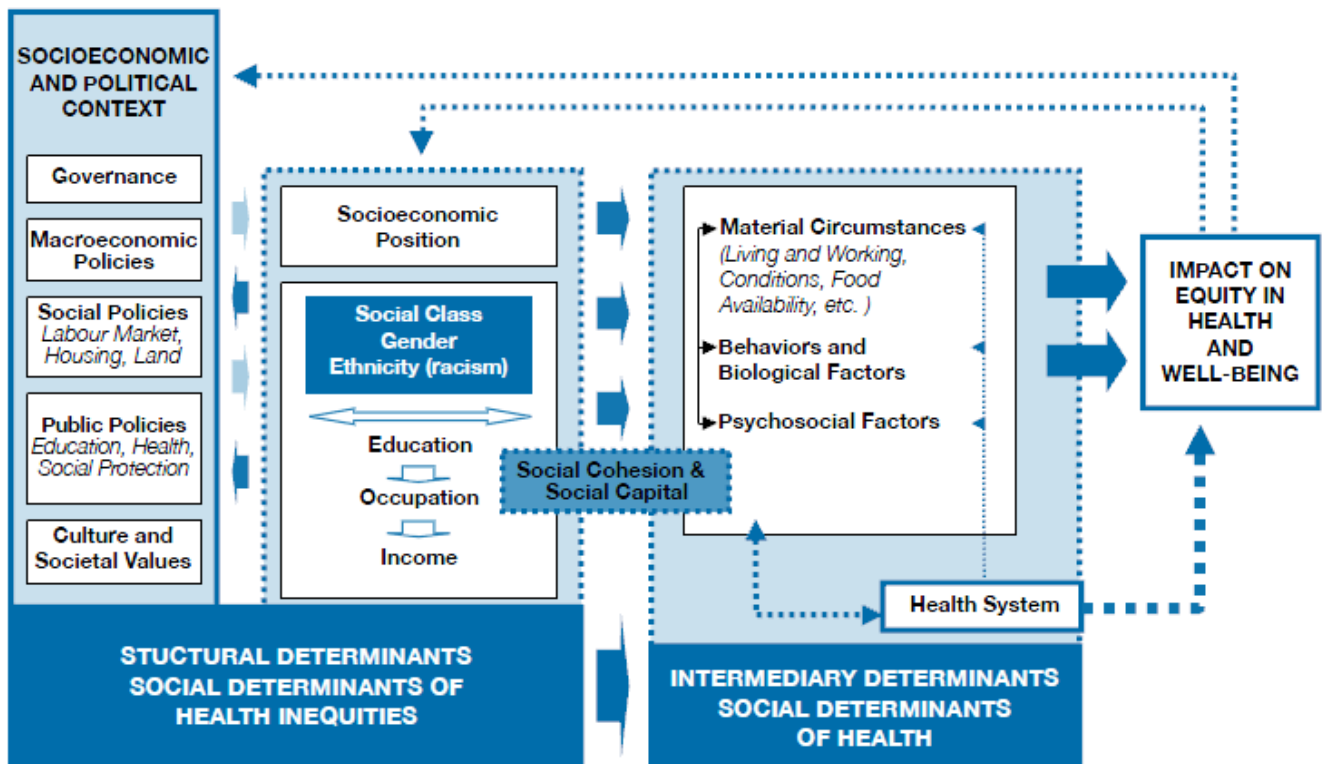 SOCIOECONOMIC
AND POLITICAL
CONTEXT
Governance
Macroeconomic
Policies
Social Policies
Labour Market,
Housing, Land
Public Policies
Education, Health,
Social Protection
Culture and
Societal Values
Socioeconomic
Position
Social Class
Gender
Ethnicity (racism)
Education
Occupation
Income
Social Cohesion &
Social Capital
Material Circumstances
(Living and Working,
Conditions, Food
Availability, etc. )
Behaviors and
Biological Factors
Psychosocial Factors
Health System
IMPACT ON
EQUITY IN
HEALTH
AND
WELL-BEING
STUCTURAL DETERMINANTS
SOCIAL DETERMINANTS OF
HEALTH INEQUITIES
INTERMEDIARY DETERMINANTS
SOCIAL DETERMINANTS
OF HEALTH